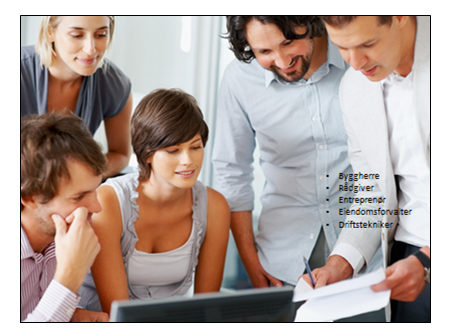 • Byggherre
• Rådgiver
• Entreprenør
• Eiendomsforvalter
• Driftstekniker